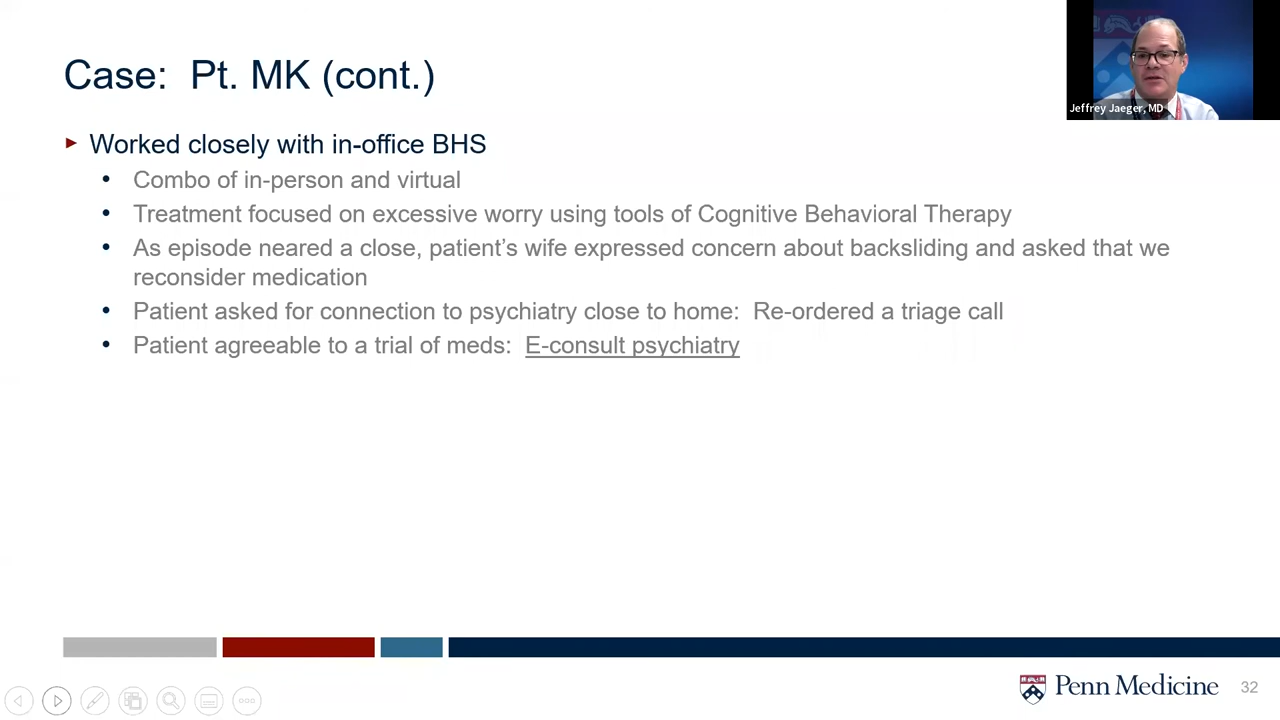 Case:  Pt. MK (cont.)
Jeffrey Jaeger, MD
► Worked closely with in-office BHS
• Combo of in-person and virtual
• Treatment focused on excessive worry using tools of Cognitive Behavioral Therapy
• As episode neared a close, patient’s wife expressed concern about backsliding and asked that we
reconsider medication
• Patient asked for connection to psychiatry close to home:  Re-ordered a triage call
• Patient agreeable to a trial of meds:  E-consult psychiatry
Penn Medicine
32